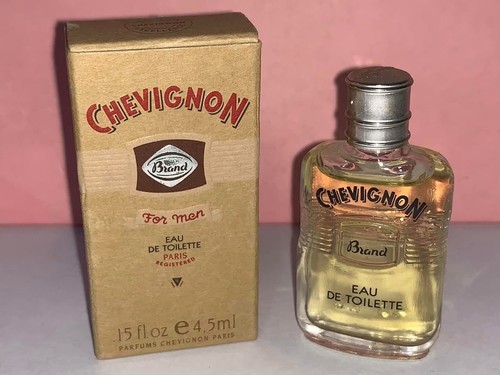 CHEVIGNON
Brand
For men
EAU
DE TOILETTE
PARIS
REGISTERED
.15 fl.oz e 4,5ml
PARFUMS CHEVIGNON PARIS
CHEVIGNON
Brand
EAU
DE TOILETTE